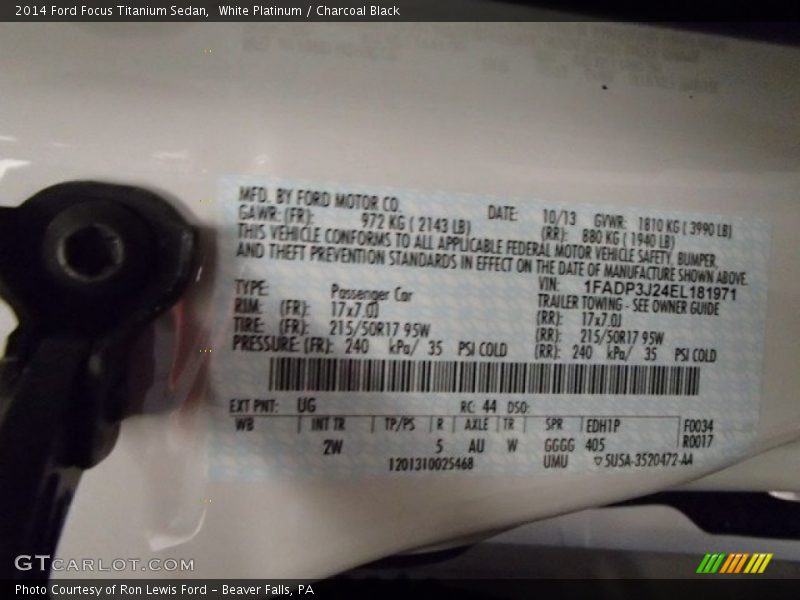 2014 Ford Focus Titanium Sedan,  White Platinum / Charcoal Black
MFD. BY FORD MOTOR CO. DATE: 10/13 GVWR: 1810 KG ( 3990 LB)
GAWR: (FR): 972 KG ( 2143 LB) (RR): 880 KG ( 1940 LB)
THIS VEHICLE CONFORMS TO ALL APPLICABLE FEDERAL MOTOR VEHICLE SAFETY, BUMPER,
AND THEFT PREVENTION STANDARDS IN EFFECT ON THE DATE OF MANUFACTURE SHOWN ABOVE.
VIN: 1FADP3J24EL181971
TYPE: Passenger Car TRAILER TOWING - SEE OWNER GUIDE
RIM: (FR): 17x7.0J (RR): 17x7.0J
TIRE: (FR): 215/50R17 95W (RR): 215/50R17 95W
PRESSURE: (FR): 240 kPa/ 35 PSI COLD (RR): 240 kPa/ 35 PSI COLD
EXT PNT: UG RC: 44 DSO:
WB INT TR TP/PS R AXLE TR SPR EDH1P F0034
2W 5 AU W GGGG 405 R0017
1201310025468 UMU ▽5U5A-3520472-AA
GTCARLOT.COM
Photo Courtesy of Ron Lewis Ford - Beaver Falls, PA